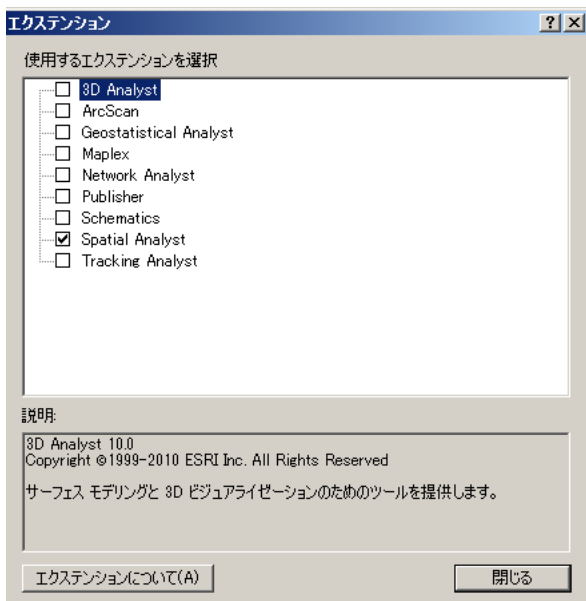 エクステンション
使用するエクステンションを選択
3D Analyst
ArcScan
Geostatistical Analyst
Maplex
Network Analyst
Publisher
Schematics
Spatial Analyst
Tracking Analyst
説明:
3D Analyst 10.0
Copyright ©1999-2010 ESRI Inc. All Rights Reserved
サーフェス モデリングと 3D ビジュアライゼーションのためのツールを提供します。
エクステンションについて(A)
閉じる